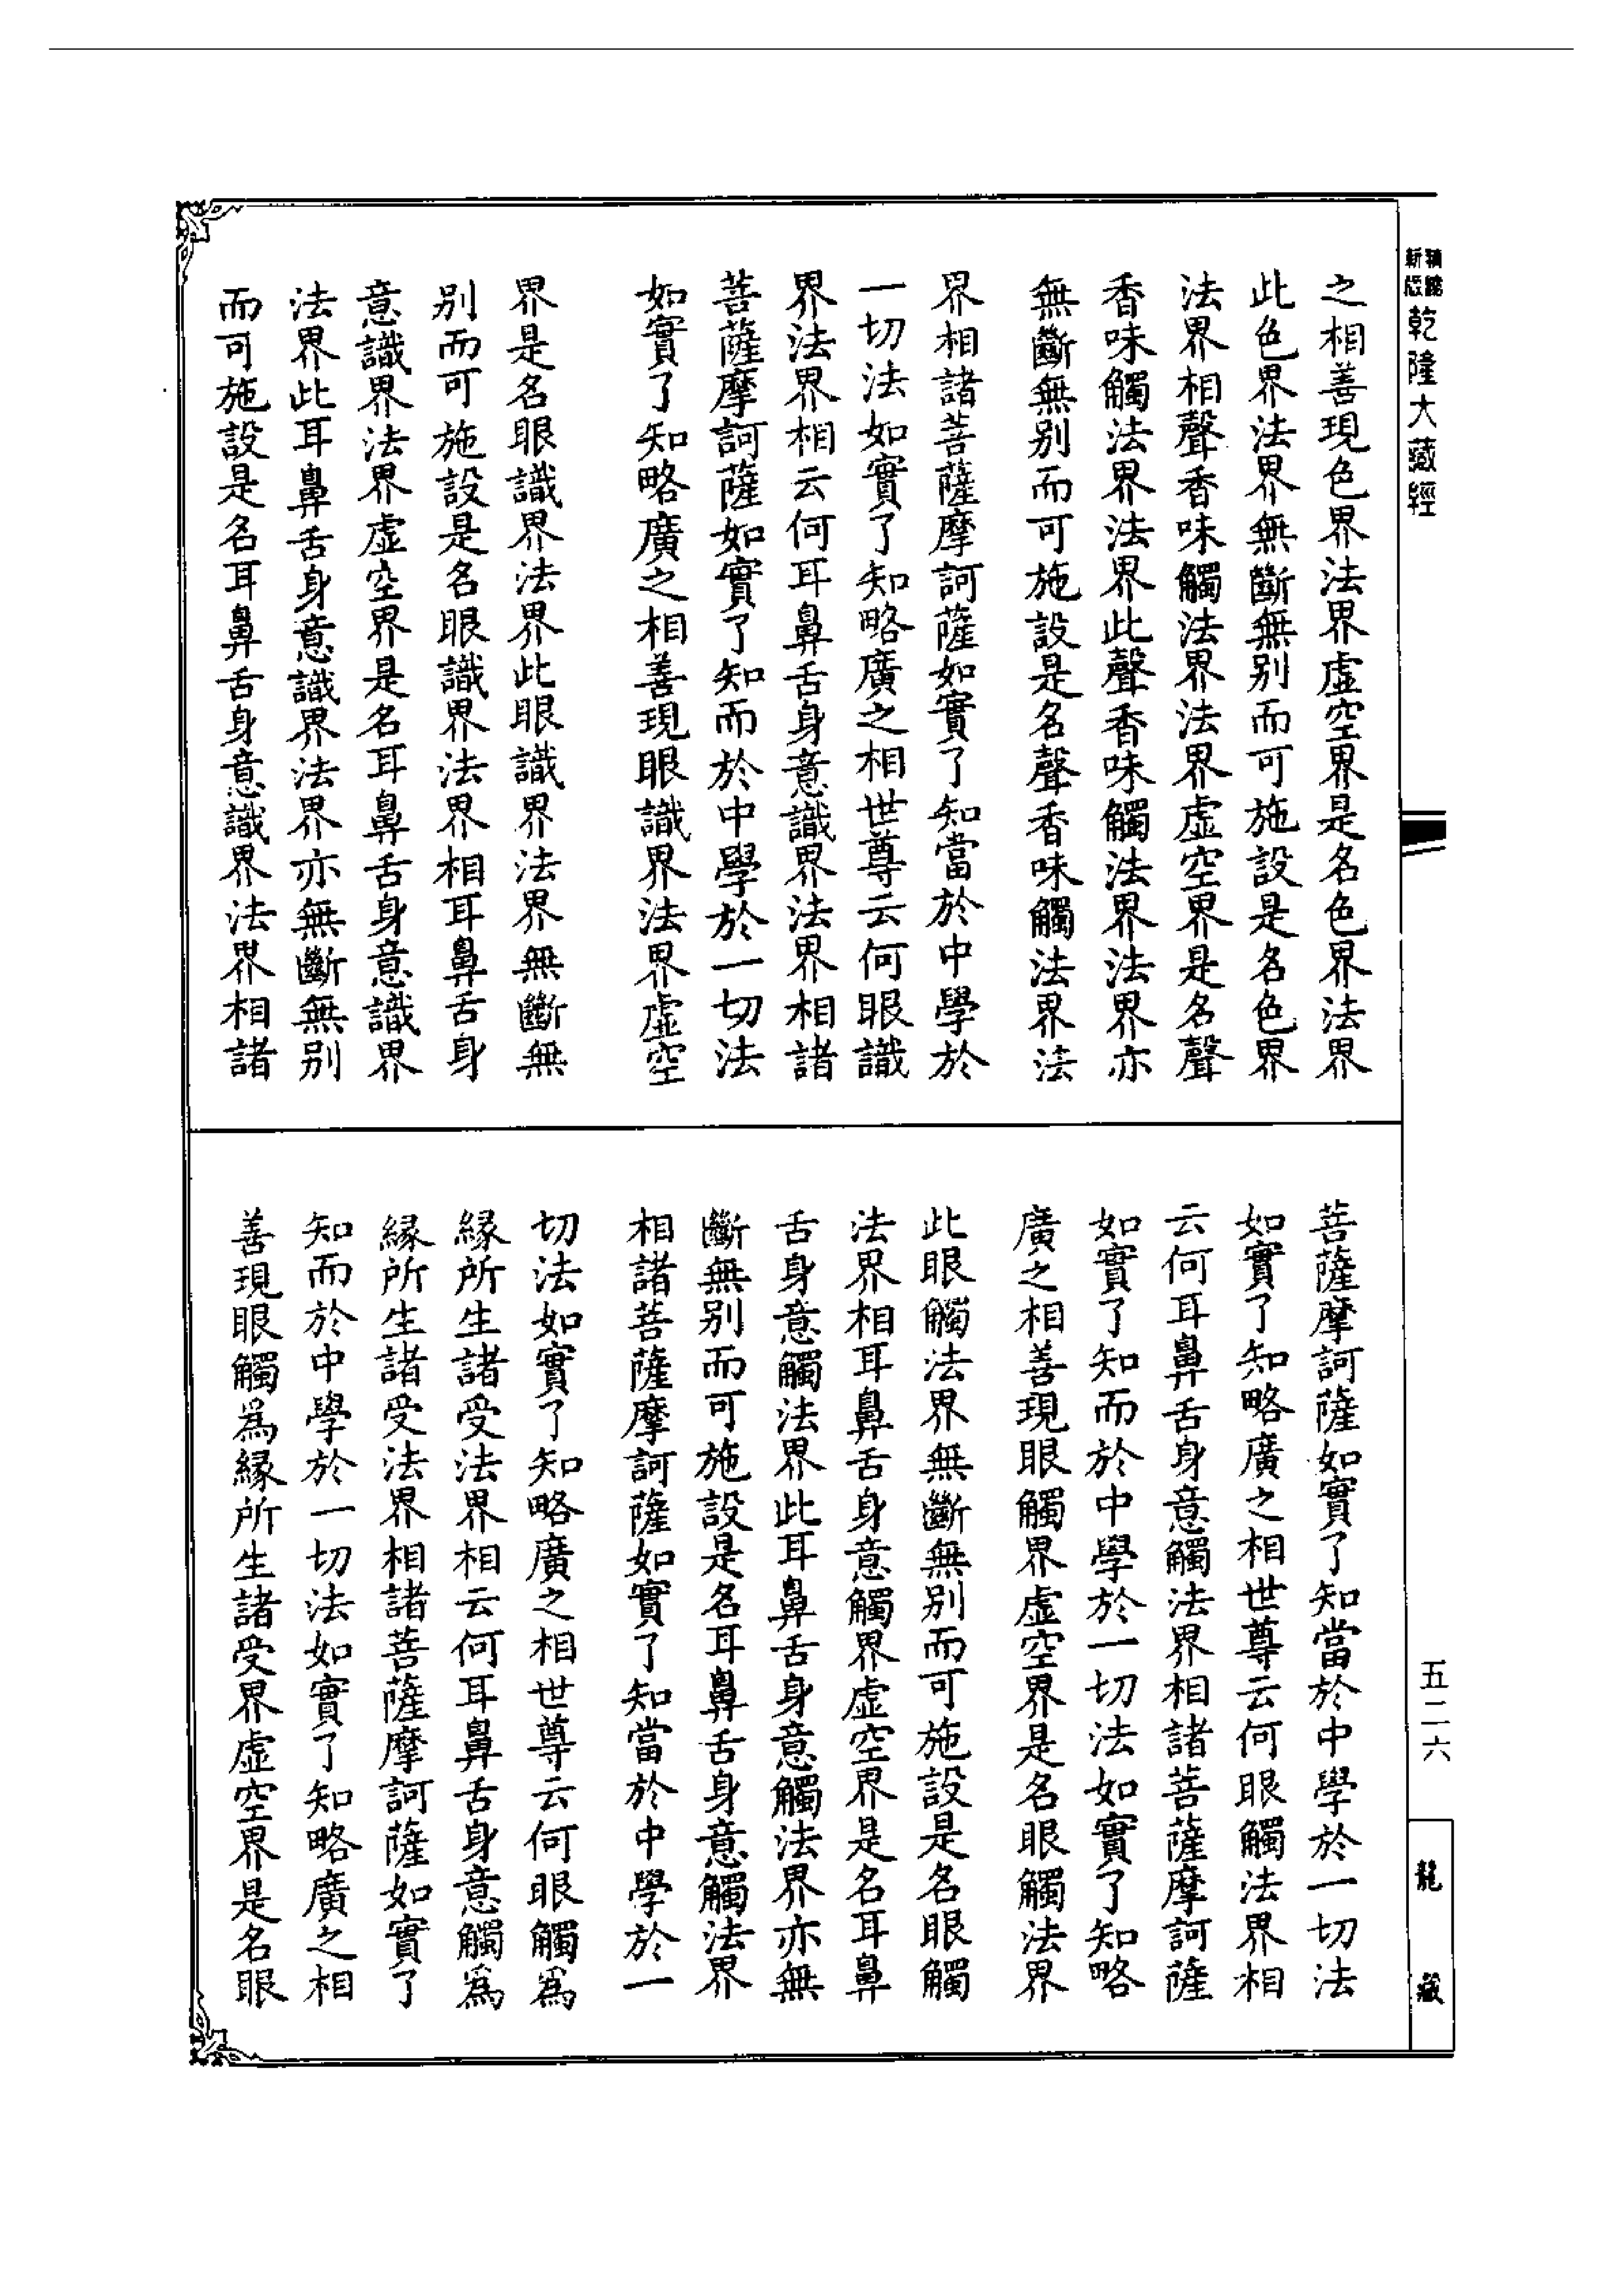 乾隆大藏經
之相善現色界法界虛空界是名色界法界
此色界法界無斷無别而可施設是名色界
法界相聲香味觸法界法界虛空界是名聲
香味觸法界法界此聲香味觸法界法界亦
無斷無别而可施設是名聲香味觸法界法
界相諸菩薩摩訶薩如實了知當於中學於
一切法如實了知略廣之相世尊云何眼識
界法界相云何耳鼻舌身意識界法界相諸
菩薩摩訶薩如實了知而於中學於一切法
如實了知略廣之相善現眼識界法界虛空
界是名眼識界法界此眼識界法界無斷無
别而可施設是名眼識界法界相耳鼻舌身
意識界法界虛空界是名耳鼻舌身意識界
法界此耳鼻舌身意識界法界亦無斷無别
而可施設是名耳鼻舌身意識界法界相諸
菩薩摩訶薩如實了知當於中學於一切法
如實了知略廣之相世尊云何眼觸法界相
云何耳鼻舌身意觸法界相諸菩薩摩訶薩
如實了知而於中學於一切法如實了知略
廣之相善現眼觸界虛空界是名眼觸法界
此眼觸法界無斷無别而可施設是名眼觸
法界相耳鼻舌身意觸界虛空界是名耳鼻
舌身意觸法界此耳鼻舌身意觸法界亦無
斷無别而可施設是名耳鼻舌身意觸法界
相諸菩薩摩訶薩如實了知當於中學於一
切法如實了知略廣之相世尊云何眼觸爲
緣所生諸受法界相云何耳鼻舌身意觸爲
緣所生諸受法界相諸菩薩摩訶薩如實了
知而於中學於一切法如實了知略廣之相
善現眼觸爲緣所生諸受界虛空界是名眼
五二六
龍藏